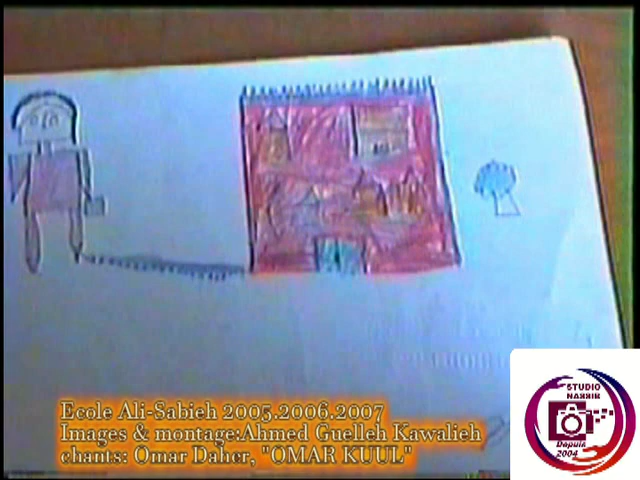 Ecole Ali-Sabieh 2005.2006.2007
Images & montage:Ahmed Guelleh Kawalieh
chants: Omar Daher, "OMAR KUUL"
STUDIO
NASSIB
Depuis
2004